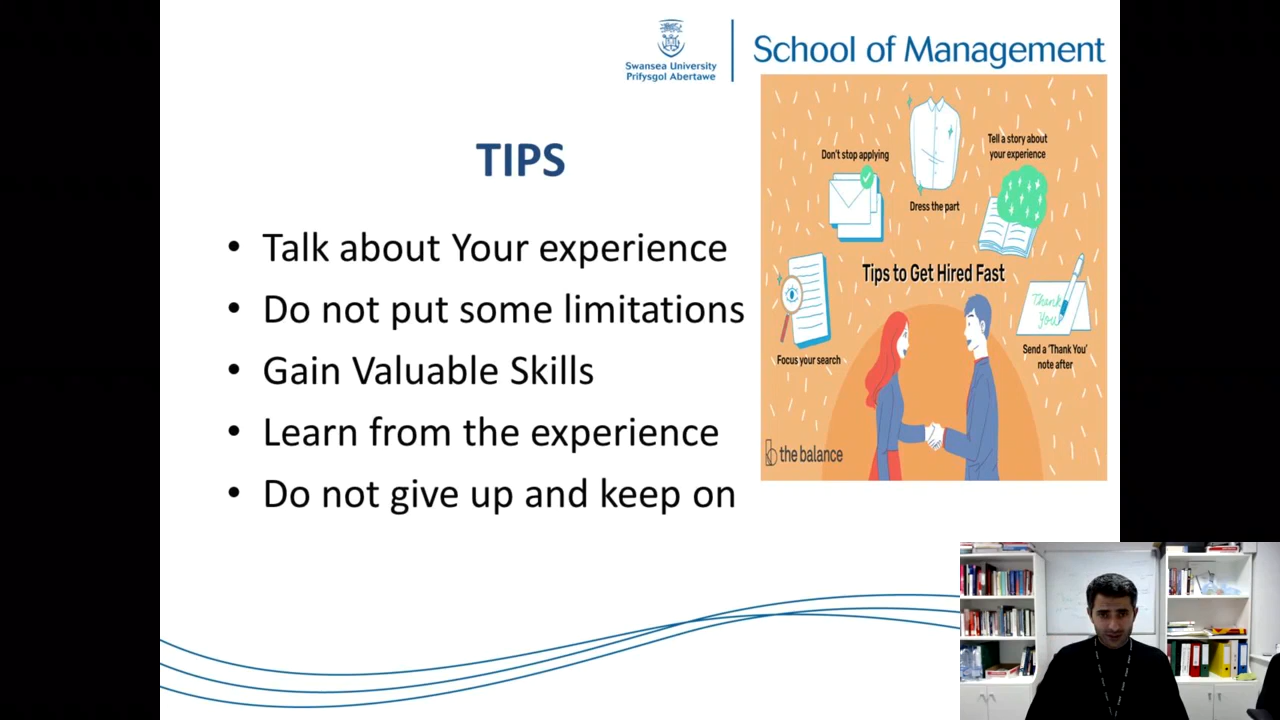 Swansea University
Prifysgol Abertawe
School of Management
TIPS
• Talk about Your experience
• Do not put some limitations
• Gain Valuable Skills
• Learn from the experience
• Do not give up and keep on
Don't stop applying
Dress the part
Tell a story about
your experience
Tips to Get Hired Fast
Focus your search
Thank
You
Send a 'Thank You'
note after
the balance